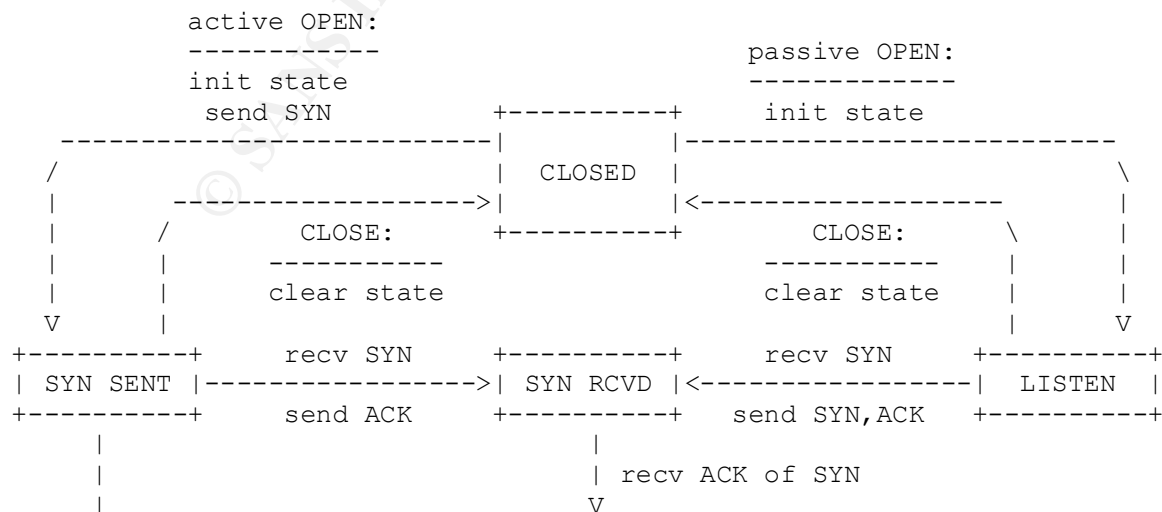 active OPEN:
------------
passive OPEN:
-------------
init state
init state
send SYN
CLOSED
CLOSE:
CLOSE:
-----------
-----------
clear state
clear state
recv SYN
recv SYN
SYN SENT
SYN RCVD
LISTEN
send ACK
send SYN,ACK
recv ACK of SYN
© SANS